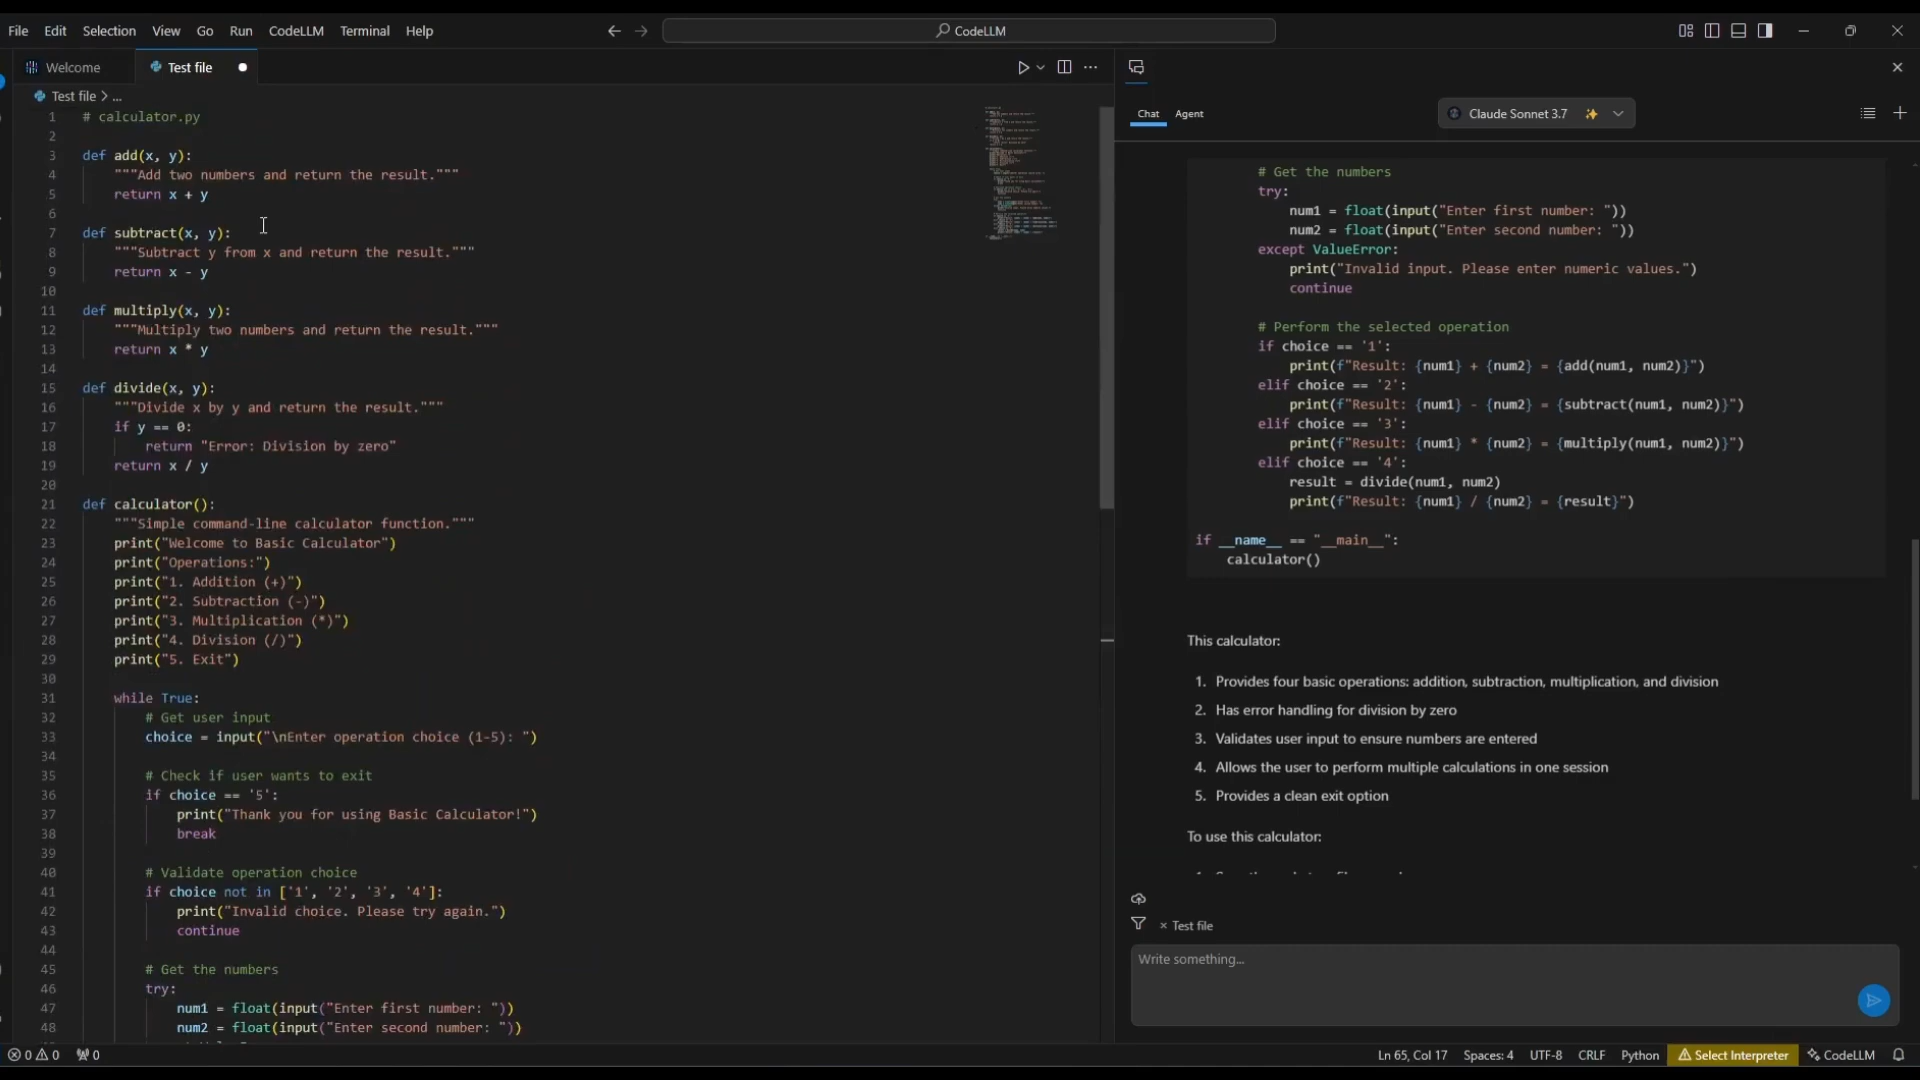 File Edit Selection View Go Run CodeLLM Terminal Help
CodeLLM
Welcome
Test file
Test file > ...
1 # calculator.py
2
3 def add(x, y):
4 """Add two numbers and return the result."""
5 return x + y
6
7 def subtract(x, y):
8 """Subtract y from x and return the result."""
9 return x - y
10
11 def multiply(x, y):
12 """Multiply two numbers and return the result."""
13 return x * y
14
15 def divide(x, y):
16 """Divide x by y and return the result."""
17 if y == 0:
18 return "Error: Division by zero"
19 return x / y
20
21 def calculator():
22 """Simple command-line calculator function."""
23 print("Welcome to Basic Calculator")
24 print("Operations:")
25 print("1. Addition (+)")
26 print("2. Subtraction (-)")
27 print("3. Multiplication (*)")
28 print("4. Division (/)")
29 print("5. Exit")
30
31 while True:
32 # Get user input
33 choice = input("\nEnter operation choice (1-5): ")
34
35 # Check if user wants to exit
36 if choice == '5':
37 print("Thank you for using Basic Calculator!")
38 break
39
40 # Validate operation choice
41 if choice not in ['1', '2', '3', '4']:
42 print("Invalid choice. Please try again.")
43 continue
44
45 # Get the numbers
46 try:
47 num1 = float(input("Enter first number: "))
48 num2 = float(input("Enter second number: "))
Chat Agent
Claude Sonnet 3.7
# Get the numbers
try:
num1 = float(input("Enter first number: "))
num2 = float(input("Enter second number: "))
except ValueError:
print("Invalid input. Please enter numeric values.")
continue
# Perform the selected operation
if choice == '1':
print(f"Result: {num1} + {num2} = {add(num1, num2)}")
elif choice == '2':
print(f"Result: {num1} - {num2} = {subtract(num1, num2)}")
elif choice == '3':
print(f"Result: {num1} * {num2} = {multiply(num1, num2)}")
elif choice == '4':
result = divide(num1, num2)
print(f"Result: {num1} / {num2} = {result}")
if __name__ == "__main__":
calculator()
This calculator:
1. Provides four basic operations: addition, subtraction, multiplication, and division
2. Has error handling for division by zero
3. Validates user input to ensure numbers are entered
4. Allows the user to perform multiple calculations in one session
5. Provides a clean exit option
To use this calculator:
× Test file
Write something...
0 0 0
Ln 65, Col 17 Spaces: 4 UTF-8 CRLF Python Select Interpreter CodeLLM